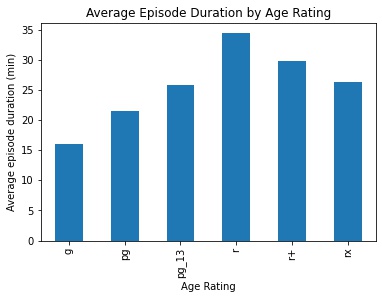 Average Episode Duration by Age Rating
Average episode duration (min)
35
30
25
20
15
10
5
0
g
pg
pg_13
r
r+
rx
Age Rating